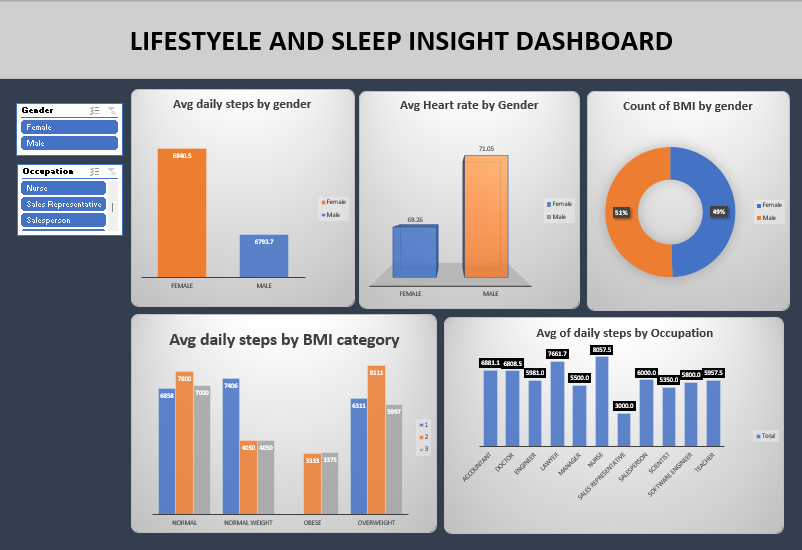 LIFESTYELE AND SLEEP INSIGHT DASHBOARD
Gender
Female
Male
Occupation
Nurse
Sales Representative
Salesperson
Avg daily steps by gender
6840.5
6793.7
FEMALE
MALE
Female
Male
Avg Heart rate by Gender
69.26
71.05
FEMALE
MALE
Female
Male
Count of BMI by gender
51%
49%
Female
Male
Avg daily steps by BMI category
6858
7800
7000
7406
4050
4050
3333
3375
6311
8311
5997
NORMAL
NORMAL WEIGHT
OBESE
OVERWEIGHT
1
2
3
Avg of daily steps by Occupation
6881.1
6808.5
5981.0
7661.7
5500.0
8057.5
3000.0
6000.0
5350.0
5800.0
5957.5
ACCOUNTANT
DOCTOR
ENGINEER
LAWYER
MANAGER
NURSE
SALES REPRESENTATIVE
SALESPERSON
SCIENTIST
SOFTWARE ENGINEER
TEACHER
Total